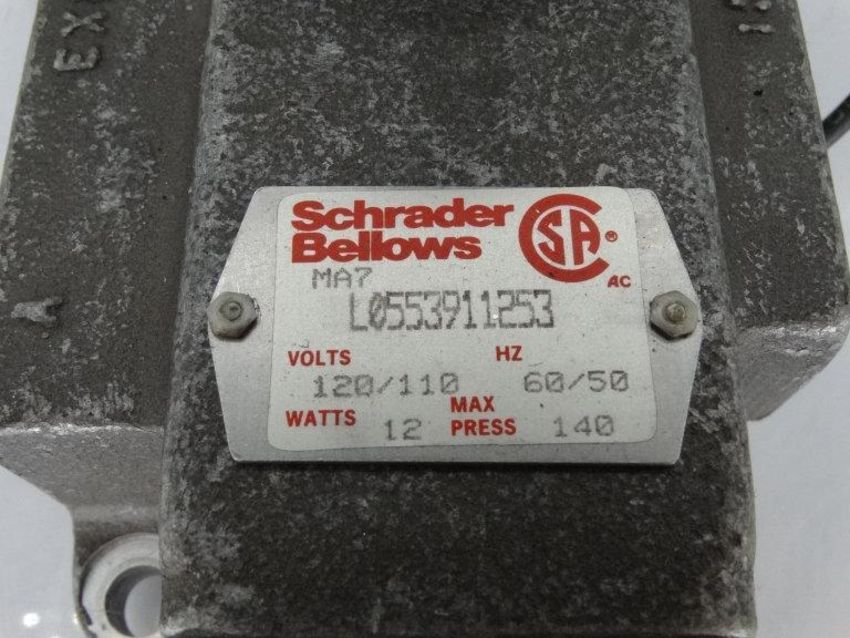 Schrader
Bellows
CSA ®
AC
MA7
L0553911253
VOLTS HZ
120/110 60/50
WATTS 12 MAX PRESS 140